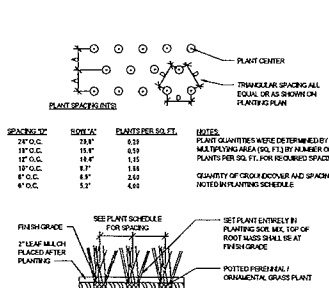 PLANT CENTER
TRIANGULAR SPACING ALL
EQUAL OR AS SHOWN ON
PLANTING PLAN
A
A
D
D
D
PLANT SPACING (NTS)
SPACING "D" ROW "A" PLANTS PER SQ. FT.
24" O.C. 20.8" 0.29
18" O.C. 15.6" 0.50
12" O.C. 10.4" 1.15
10" O.C. 8.7" 1.66
8" O.C. 6.9" 2.60
6" O.C. 5.2" 4.00
NOTES:
PLANT QUANTITIES WERE DETERMINED BY
MULTIPLYING AREA (SQ. FT.) BY NUMBER O
PLANTS PER SQ. FT. FOR REQUIRED SPACI
QUANTITY OF GROUNDCOVER AND SPACIN
NOTED IN PLANTING SCHEDULE
SEE PLANT SCHEDULE
FOR SPACING
FINISH GRADE
2" LEAF MULCH
PLACED AFTER
PLANTING
SET PLANT ENTIRELY IN
PLANTING SOIL MIX, TOP OF
ROOT MASS SHALL BE AT
FINISH GRADE
POTTED PERENNIAL /
ORNAMENTAL GRASS PLANT